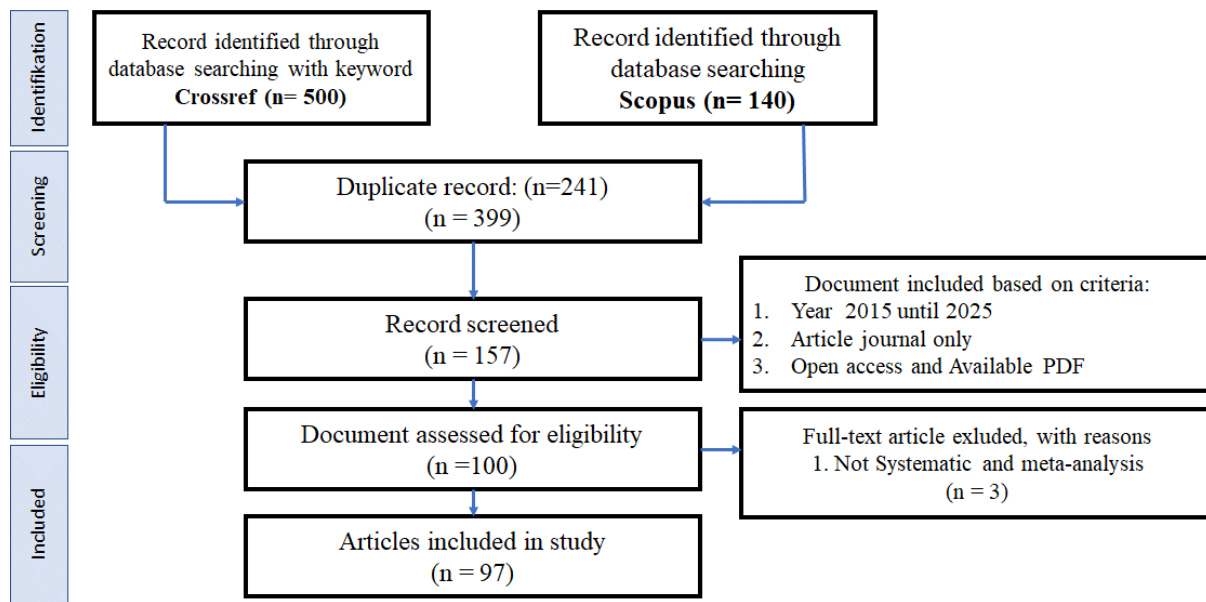 Identifikation
Record identified through
database searching with keyword
Crossref (n= 500)
Record identified through
database searching
Scopus (n= 140)
Screening
Duplicate record: (n=241)
(n = 399)
Eligibility
Record screened
(n = 157)
Document included based on criteria:
1. Year 2015 until 2025
2. Article journal only
3. Open access and Available PDF
Document assessed for eligibility
(n =100)
Full-text article exluded, with reasons
1. Not Systematic and meta-analysis
(n = 3)
Included
Articles included in study
(n = 97)